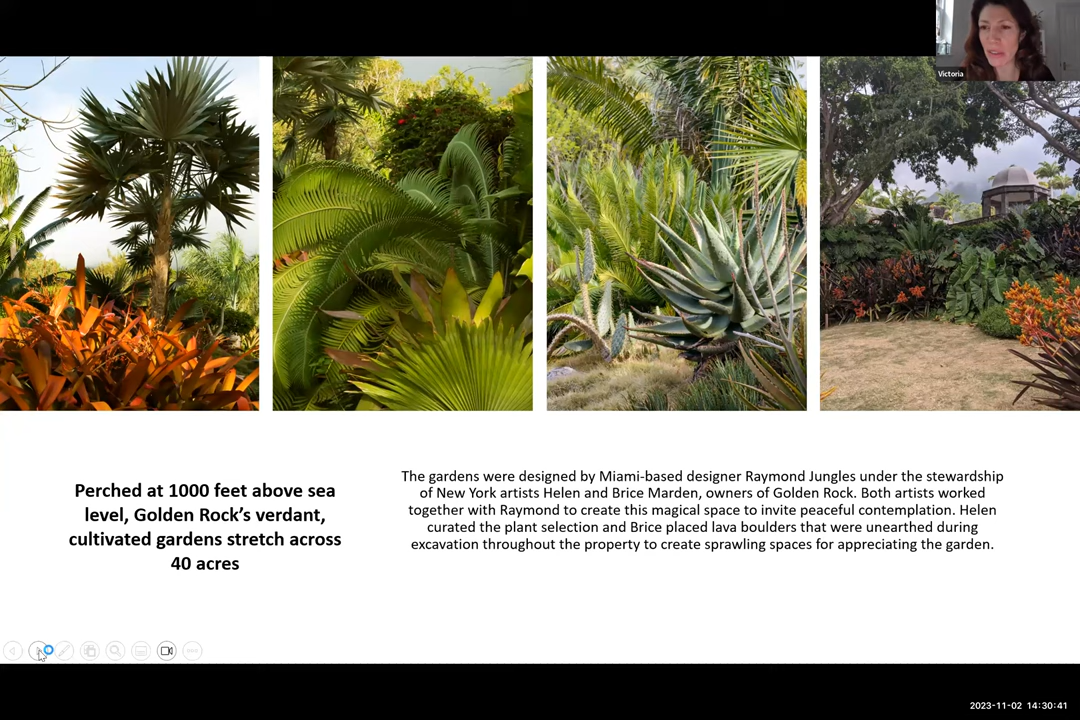 Victoria
Perched at 1000 feet above sea
level, Golden Rock’s verdant,
cultivated gardens stretch across
40 acres
The gardens were designed by Miami-based designer Raymond Jungles under the stewardship
of New York artists Helen and Brice Marden, owners of Golden Rock. Both artists worked
together with Raymond to create this magical space to invite peaceful contemplation. Helen
curated the plant selection and Brice placed lava boulders that were unearthed during
excavation throughout the property to create sprawling spaces for appreciating the garden.
2023-11-02 14:30:41